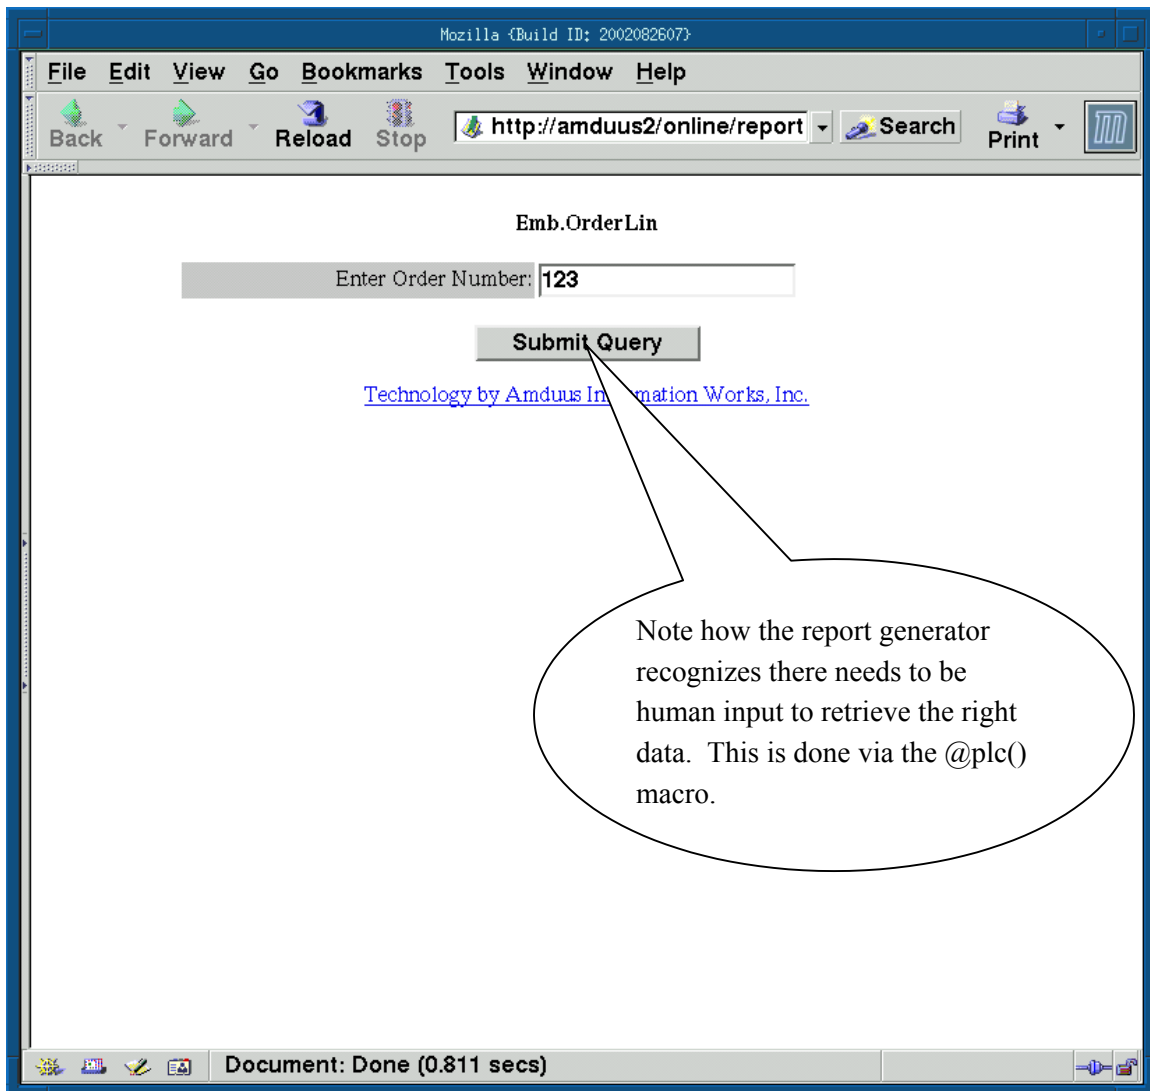 Mozilla {Build ID: 2002082607}
File Edit View Go Bookmarks Tools Window Help
Back Forward Reload Stop http://amduus2/online/report Search Print
Emb.OrderLin
Enter Order Number: 123
Submit Query
Technology by Amduus In mation Works, Inc.
Note how the report generator
recognizes there needs to be
human input to retrieve the right
data. This is done via the @plc()
macro.
Document: Done (0.811 secs)